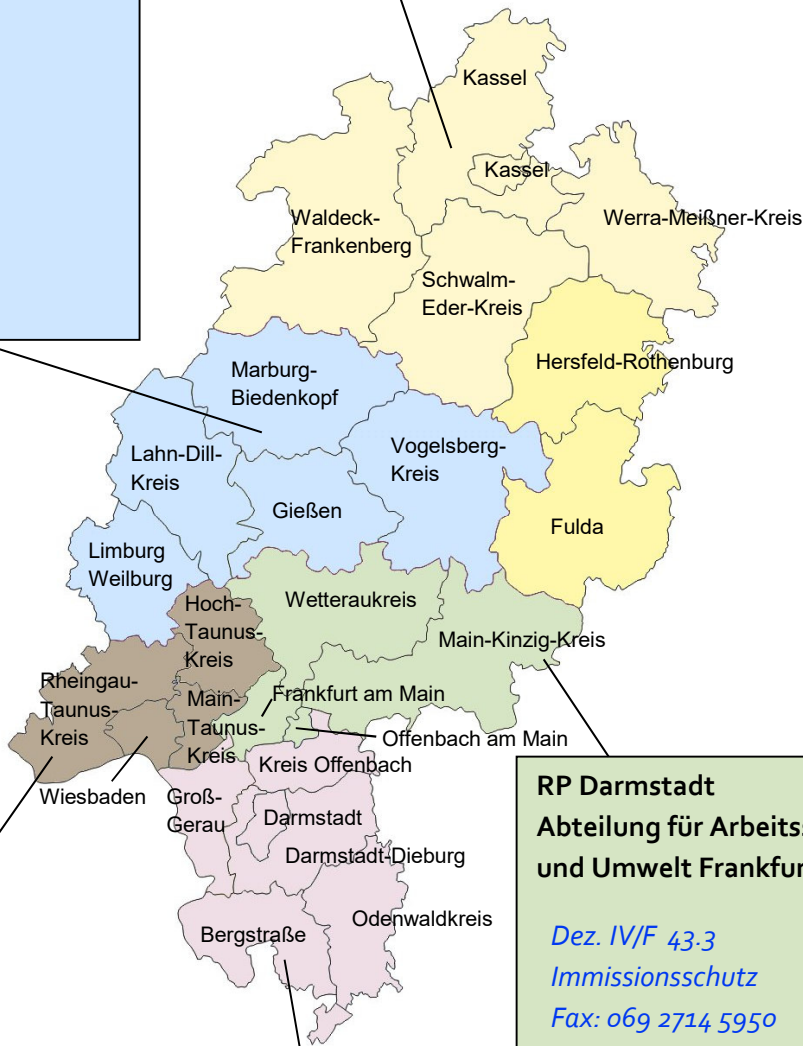 Kassel
Kassel
Waldeck-
Frankenberg
Werra-Meißner-Kreis
Schwalm-
Eder-Kreis
Hersfeld-Rothenburg
Marburg-
Biedenkopf
Lahn-Dill-
Kreis
Vogelsberg-
Kreis
Gießen
Fulda
Limburg
Weilburg
Hoch-
Taunus-
Kreis
Wetteraukreis
Main-Kinzig-Kreis
Rheingau-
Taunus-
Kreis
Main-
Taunus-
Kreis
Frankfurt am Main
Offenbach am Main
Kreis Offenbach
Wiesbaden
Groß-
Gerau
Darmstadt
Darmstadt-Dieburg
Odenwaldkreis
Bergstraße
RP Darmstadt
Abteilung für
und Umwelt
Dez. IV/F 43.3
Immissionsschutz
Fax: 069 2714 5950